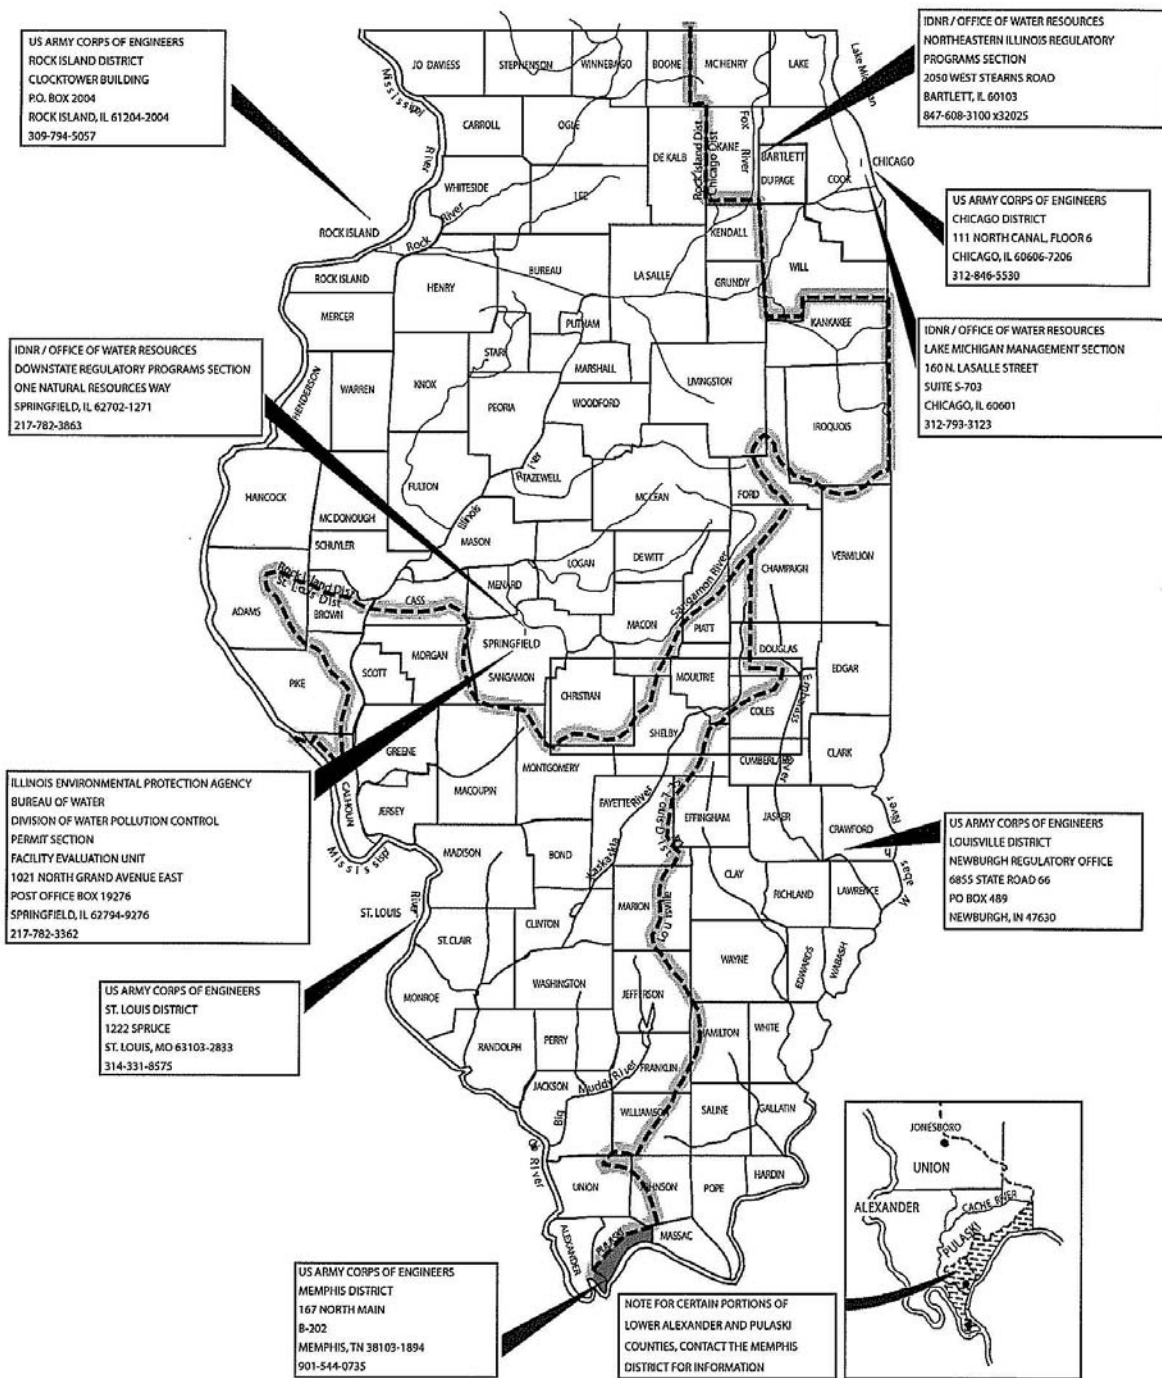 US ARMY CORPS OF ENGINEERS
ROCK ISLAND DISTRICT
CLOCKTOWER BUILDING
P.O. BOX 2004
ROCK ISLAND, IL 61204-2004
309-794-5057
IDNR / OFFICE OF WATER RESOURCES
NORTHEASTERN ILLINOIS REGULATORY
PROGRAMS SECTION
2050 WEST STEARNS ROAD
BARTLETT, IL 60103
847-608-3100 x32025
US ARMY CORPS OF ENGINEERS
CHICAGO DISTRICT
111 NORTH CANAL, FLOOR 6
CHICAGO, IL 60606-7206
312-846-5530
IDNR / OFFICE OF WATER RESOURCES
LAKE MICHIGAN MANAGEMENT SECTION
160 N. LASALLE STREET
SUITE S-703
CHICAGO, IL 60601
312-793-3123
IDNR / OFFICE OF WATER RESOURCES
DOWNSTATE REGULATORY PROGRAMS SECTION
ONE NATURAL RESOURCES WAY
SPRINGFIELD, IL 62702-1271
217-782-3863
ILLINOIS ENVIRONMENTAL PROTECTION AGENCY
BUREAU OF WATER
DIVISION OF WATER POLLUTION CONTROL
PERMIT SECTION
FACILITY EVALUATION UNIT
1021 NORTH GRAND AVENUE EAST
POST OFFICE BOX 19276
SPRINGFIELD, IL 62794-9276
217-782-3362
US ARMY CORPS OF ENGINEERS
LOUISVILLE DISTRICT
NEWBURGH REGULATORY OFFICE
6855 STATE ROAD 66
PO BOX 489
NEWBURGH, IN 47630
US ARMY CORPS OF ENGINEERS
ST. LOUIS DISTRICT
1222 SPRUCE
ST. LOUIS, MO 63103-2833
314-331-8575
US ARMY CORPS OF ENGINEERS
MEMPHIS DISTRICT
167 NORTH MAIN
B-202
MEMPHIS, TN 38103-1894
901-544-0735
NOTE FOR CERTAIN PORTIONS OF
LOWER ALEXANDER AND PULASKI
COUNTIES, CONTACT THE MEMPHIS
DISTRICT FOR INFORMATION
JO DAVIESS
STEPHENSON
WINNEBAGO
BOONE
MCHENRY
LAKE
Mississippi
River
CARROLL
OGLE
DE KALB
Rock Island Dist
Chicago Dist
KANE
Fox
River
BARTLETT
DUPAGE
COOK
CHICAGO
WHITESIDE
LEE
Rock River
ROCK ISLAND
KENDALL
WILL
ROCK ISLAND
HENRY
BUREAU
LA SALLE
GRUNDY
KANKAKEE
MERCER
PUTNAM
STARK
MARSHALL
HENDERSON
WARREN
KNOX
PEORIA
WOODFORD
LIVINGSTON
IROQUOIS
HANCOCK
MCDONOUGH
FULTON
Illinois
River
TAZEWELL
MCLEAN
FORD
SCHUYLER
MASON
LOGAN
DEWITT
CHAMPAIGN
VERMILION
Rock Island Dist
St. Louis Dist
ADAMS
BROWN
CASS
MENARD
MACON
Sangamon River
PIATT
SPRINGFIELD
SANGAMON
PIKE
SCOTT
MORGAN
CHRISTIAN
MOULTRIE
DOUGLAS
EDGAR
COLES
SHELBY
GREENE
MONTGOMERY
CLARK
CALHOUN
JERSEY
MACOUPIN
FAYETTE
Kaskaskia River
EFFINGHAM
JASPER
CRAWFORD
MADISON
BOND
CLAY
RICHLAND
LAWRENCE
ST. LOUIS
River
MARION
Louisville
CLINTON
ST. CLAIR
WAYNE
EDWARDS
WABASH
WASHINGTON
JEFFERSON
MONROE
RANDOLPH
PERRY
WHITE
FRANKLIN
JACKSON
Big Muddy River
WILLIAMSON
SALINE
GALLATIN
River
UNION
POPE
HARDIN
ALEXANDER
PULASKI
MASSAC
JONESBORO
UNION
ALEXANDER
CACHE RIVER
PULASKI